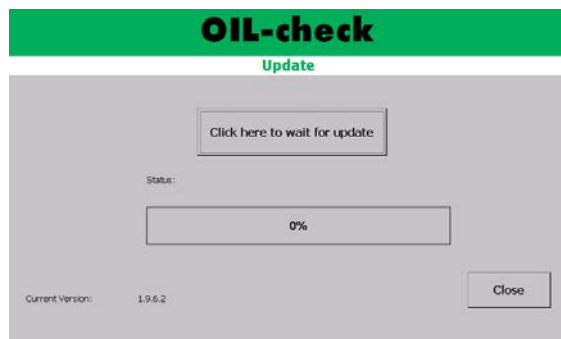 OIL-check
Update
Click here to wait for update
Status:
0%
Close
Current Version: 1.9.6.2